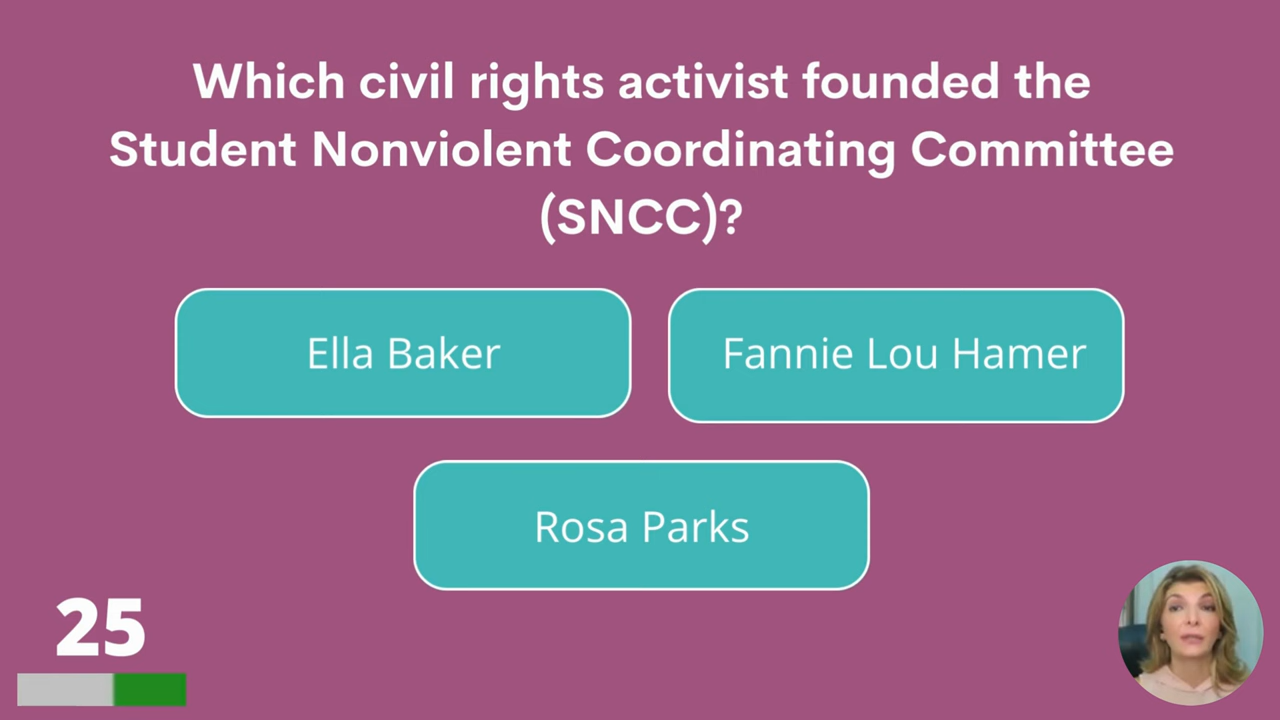 Which civil rights activist founded the
Student Nonviolent Coordinating Committee
(SNCC)?
Ella Baker
Fannie Lou Hamer
Rosa Parks
25